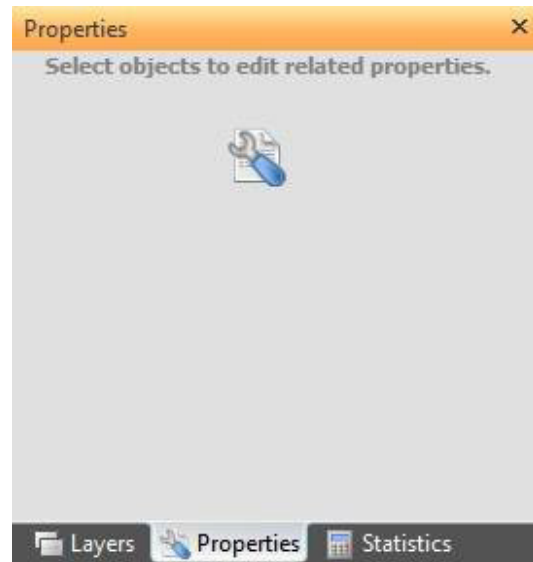 Properties
Select objects to edit related properties.
Layers Properties Statistics